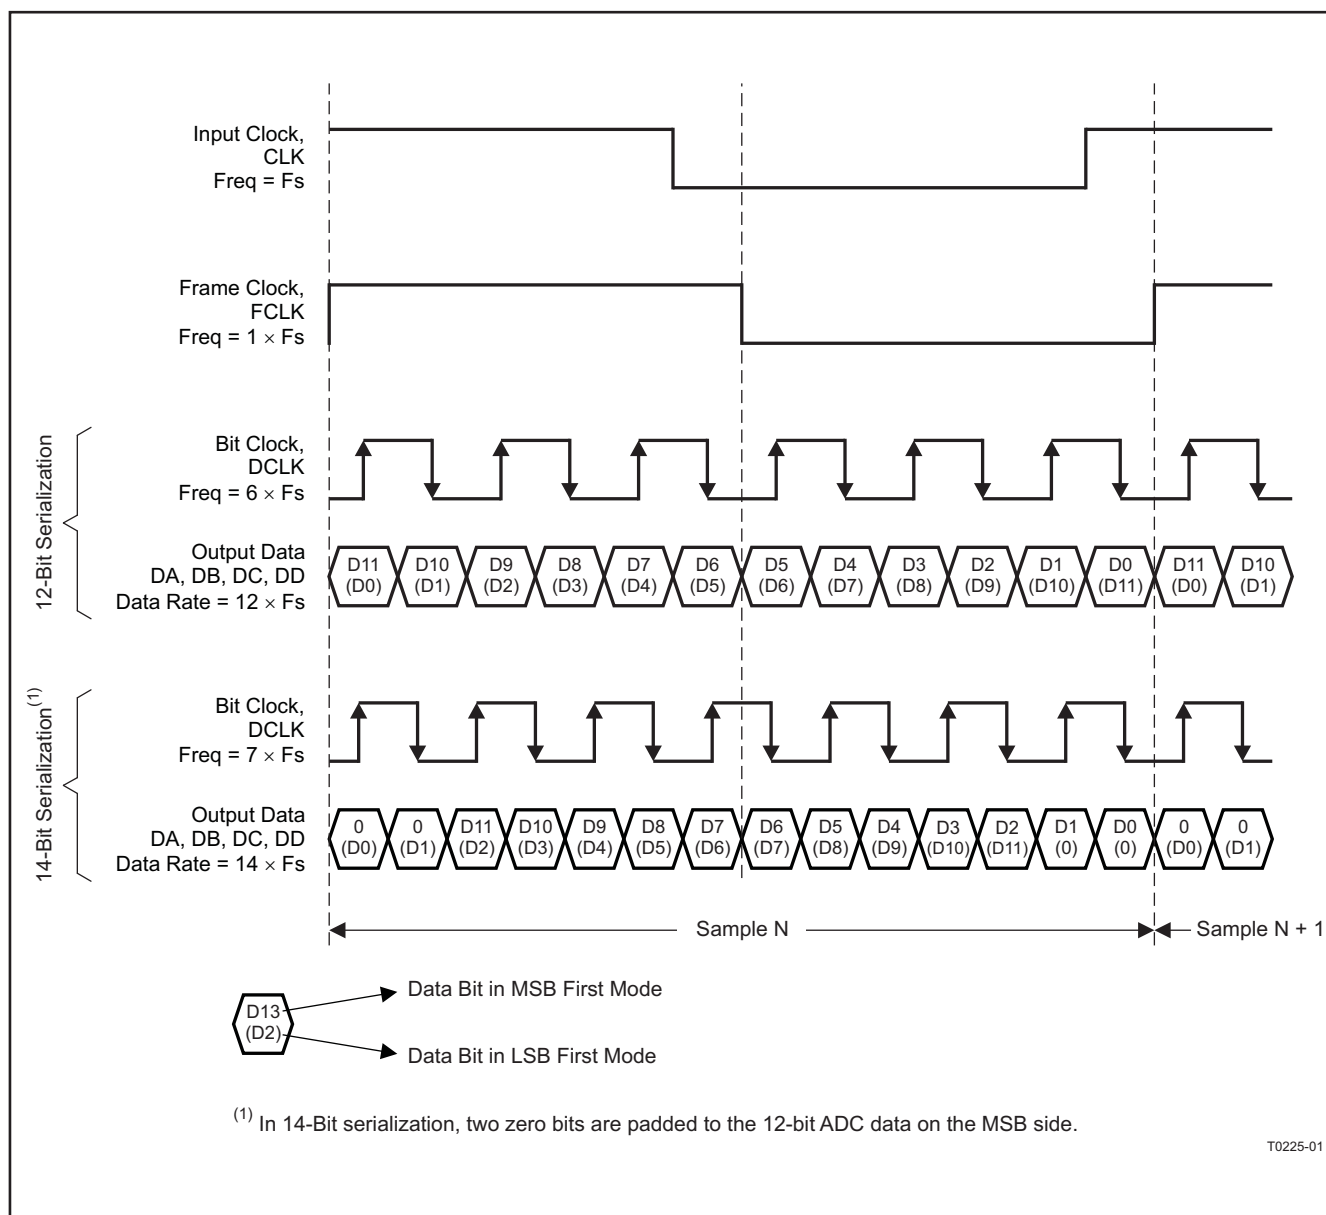 Input Clock,
CLK
Freq = Fs
Frame Clock,
FCLK
Freq = 1 × Fs
12-Bit Serialization
Bit Clock,
DCLK
Freq = 6 × Fs
Output Data
DA, DB, DC, DD
Data Rate = 12 × Fs
D11 D10 D9 D8 D7 D6 D5 D4 D3 D2 D1 D0 D11 D10
(D0) (D1) (D2) (D3) (D4) (D5) (D6) (D7) (D8) (D9) (D10) (D11) (D0) (D1)
14-Bit Serialization(1)
Bit Clock,
DCLK
Freq = 7 × Fs
Output Data
DA, DB, DC, DD
Data Rate = 14 × Fs
0 0 D11 D10 D9 D8 D7 D6 D5 D4 D3 D2 D1 D0 0 0
(D0) (D1) (D2) (D3) (D4) (D5) (D6) (D7) (D8) (D9) (D10) (D11) (0) (0) (D0) (D1)
Sample N
Sample N + 1
D13
(D2)
Data Bit in MSB First Mode
Data Bit in LSB First Mode
(1) In 14-Bit serialization, two zero bits are padded to the 12-bit ADC data on the MSB side.
T0225-01